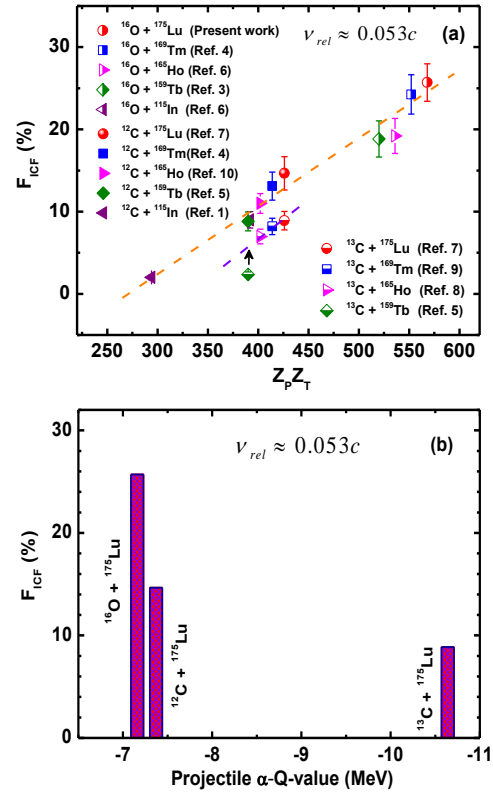 30
20
10
0
F_ICF (%)
^16O + ^175Lu (Present work)
^16O + ^169Tm (Ref. 4)
^16O + ^165Ho (Ref. 6)
^16O + ^159Tb (Ref. 3)
^16O + ^115In (Ref. 6)
^12C + ^175Lu (Ref. 7)
^12C + ^169Tm(Ref. 4)
^12C + ^165Ho (Ref. 10)
^12C + ^159Tb (Ref. 5)
^12C + ^115In (Ref. 1)
ν_rel ≈ 0.053c
(a)
^13C + ^175Lu (Ref. 7)
^13C + ^169Tm (Ref. 9)
^13C + ^165Ho (Ref. 8)
^13C + ^159Tb (Ref. 5)
250 300 350 400 450 500 550 600
Z_PZ_T
30
20
10
0
F_ICF (%)
ν_rel ≈ 0.053c
(b)
^16O + ^175Lu
^12C + ^175Lu
^13C + ^175Lu
-7 -8 -9 -10 -11
Projectile α-Q-value (MeV)